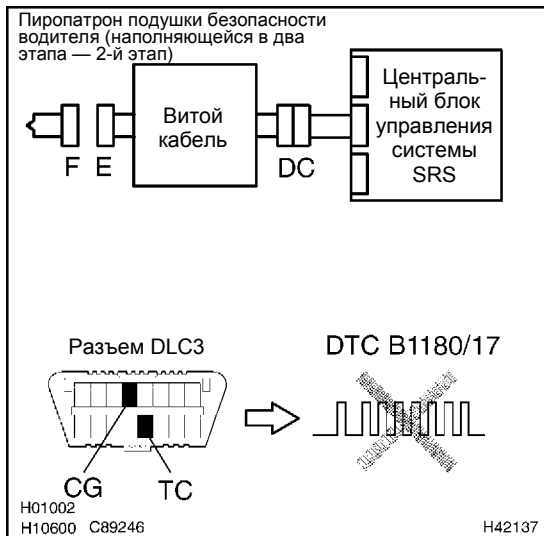 Пиропатрон подушки безопасности
водителя (наполняющейся в два
этапа — 2-й этап)
Витой
кабель
Централь-
ный блок
управления
системы
SRS
F E DC
Разъем DLC3
DTC B1180/17
CG TC
H01002
H10600 C89246
H42137